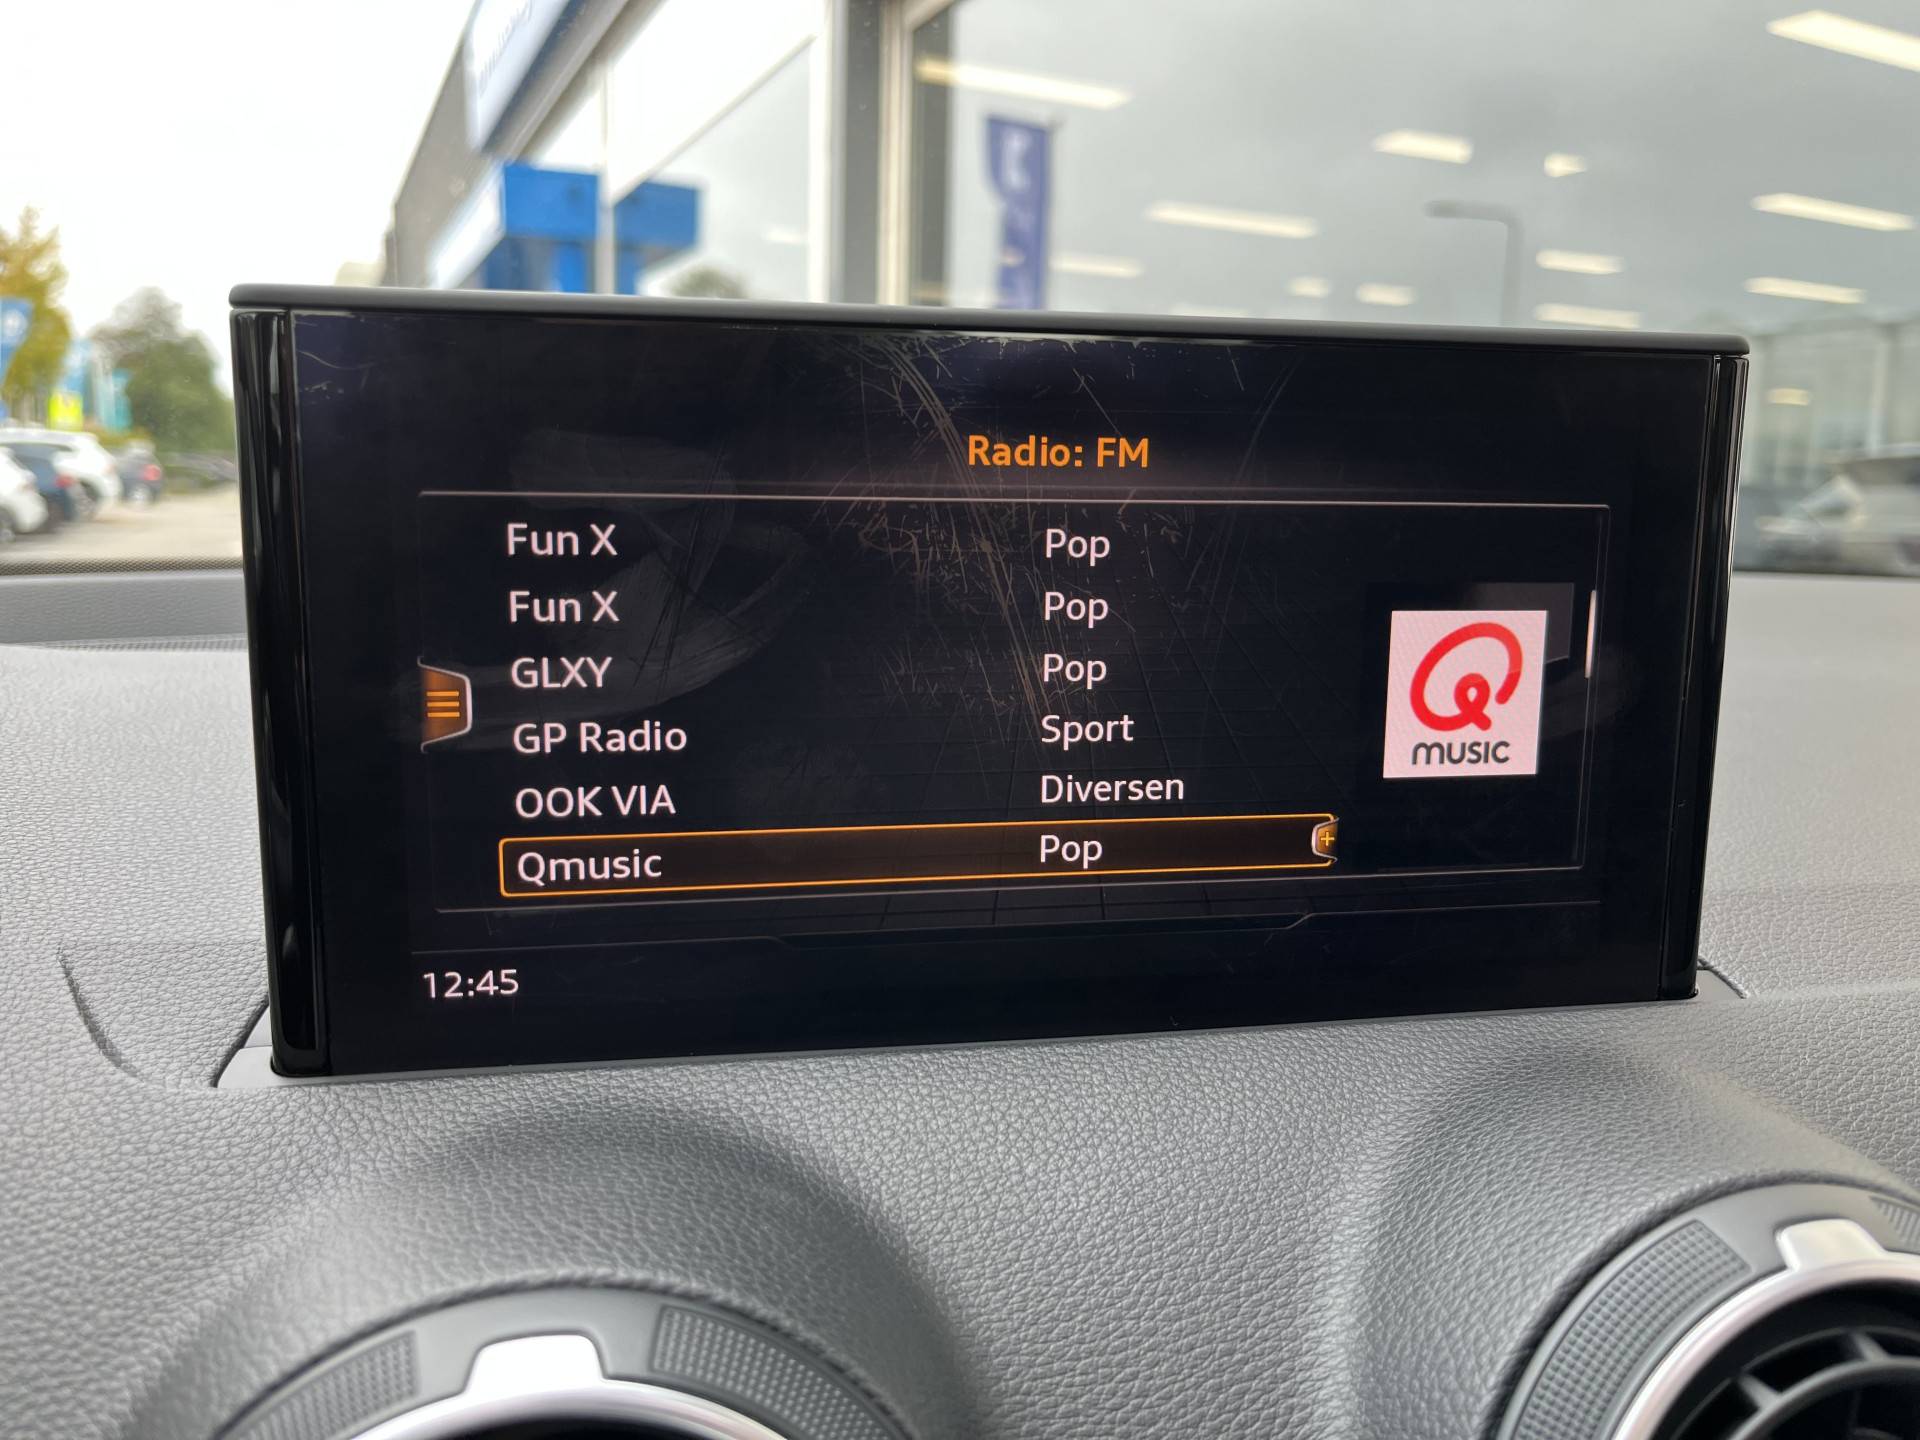 Radio: FM
Fun X Pop
Fun X Pop
GLXY Pop
GP Radio Sport
OOK VIA Diversen
Qmusic Pop
MUSIC
12:45